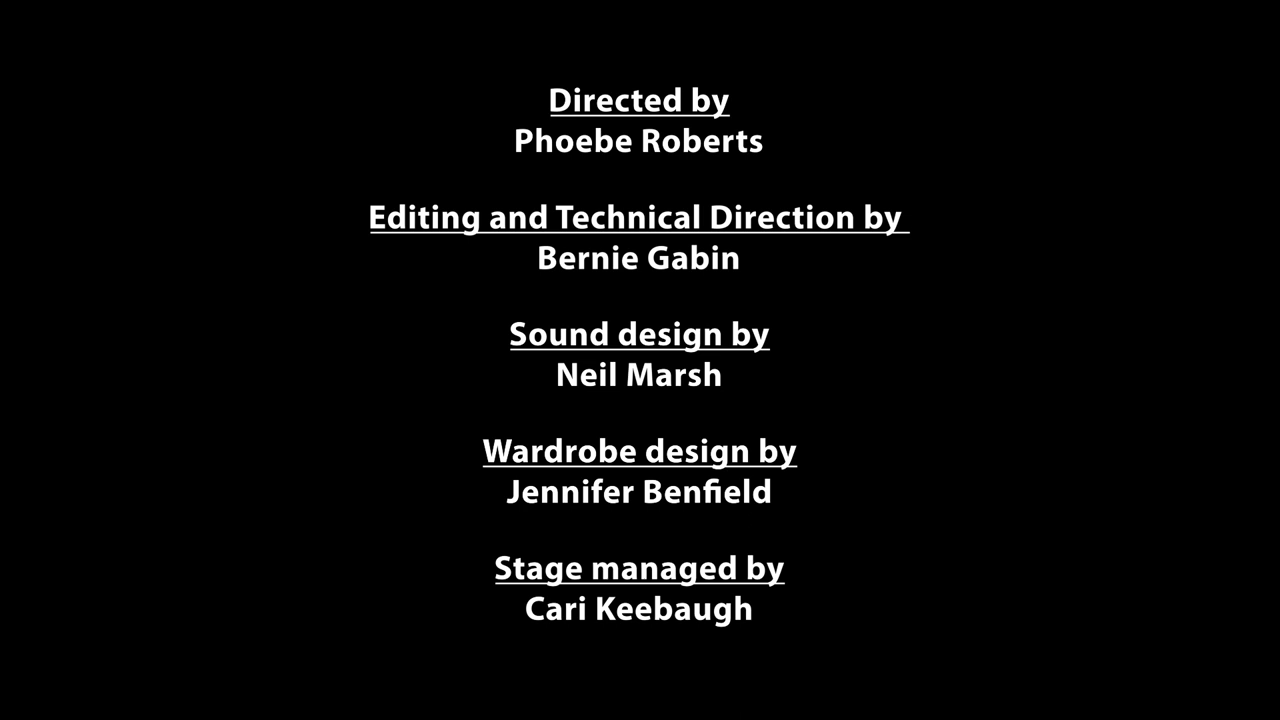 Directed by
Phoebe Roberts
Editing and Technical Direction by
Bernie Gabin
Sound design by
Neil Marsh
Wardrobe design by
Jennifer Benfield
Stage managed by
Cari Keebaugh